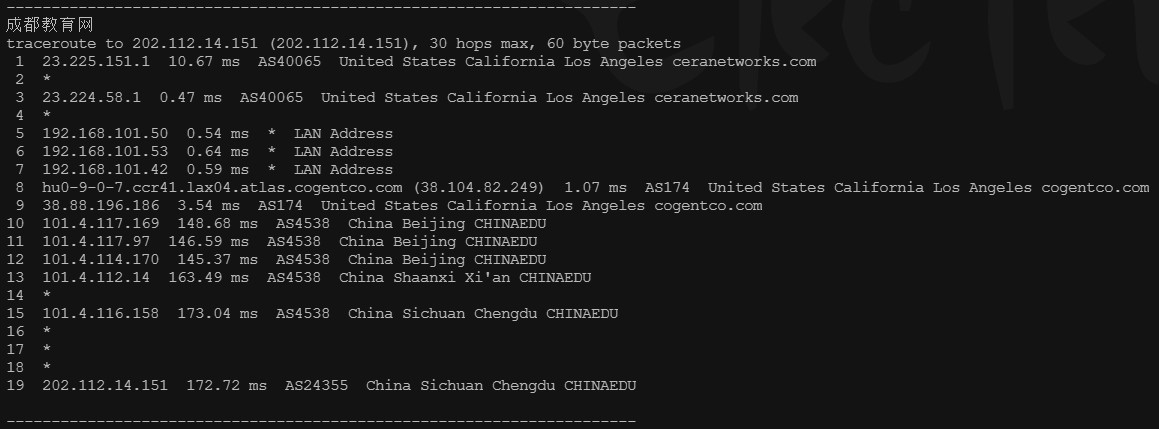 ----------------------------------------------------------------------
成都教育网
traceroute to 202.112.14.151 (202.112.14.151), 30 hops max, 60 byte packets
 1  23.225.151.1  10.67 ms  AS40065  United States California Los Angeles ceranetworks.com
 2  *
 3  23.224.58.1  0.47 ms  AS40065  United States California Los Angeles ceranetworks.com
 4  *
 5  192.168.101.50  0.54 ms  *  LAN Address
 6  192.168.101.53  0.64 ms  *  LAN Address
 7  192.168.101.42  0.59 ms  *  LAN Address
 8  hu0-9-0-7.ccr41.lax04.atlas.cogentco.com (38.104.82.249)  1.07 ms  AS174  United States California Los Angeles cogentco.com
 9  38.88.196.186  3.54 ms  AS174  United States California Los Angeles cogentco.com
10  101.4.117.169  148.68 ms  AS4538  China Beijing CHINAEDU
11  101.4.117.97  146.59 ms  AS4538  China Beijing CHINAEDU
12  101.4.114.170  145.37 ms  AS4538  China Beijing CHINAEDU
13  101.4.112.14  163.49 ms  AS4538  China Shaanxi Xi'an CHINAEDU
14  *
15  101.4.116.158  173.04 ms  AS4538  China Sichuan Chengdu CHINAEDU
16  *
17  *
18  *
19  202.112.14.151  172.72 ms  AS24355  China Sichuan Chengdu CHINAEDU
----------------------------------------------------------------------